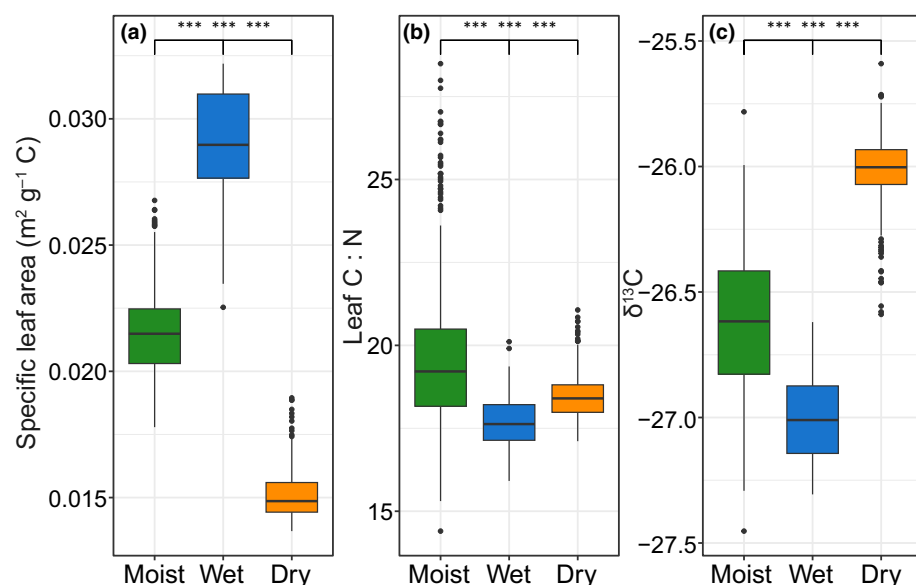 (a) *** *** ***
Specific leaf area (m² g⁻¹ C)
0.030
0.025
0.020
0.015
Moist Wet Dry
(b) *** *** ***
Leaf C : N
25
20
15
Moist Wet Dry
(c) *** *** ***
δ¹³C
−25.5
−26.0
−26.5
−27.0
−27.5
Moist Wet Dry